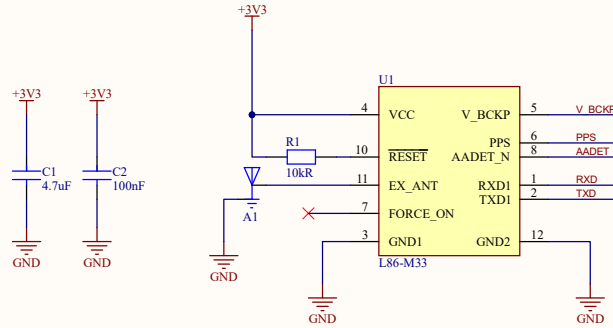 +3V3
U1
+3V3
+3V3
4
VCC
V_BCKP
5
V_BCKP
PPS
6
PPS
R1
10
RESET
AADET_N
8
AADET
10kR
C1
4.7uF
C2
100nF
11
EX_ANT
RXD1
1
RXD
TXD1
2
TXD
A1
7
FORCE_ON
3
GND1
GND2
12
GND
GND
GND
L86-M33
GND
GND